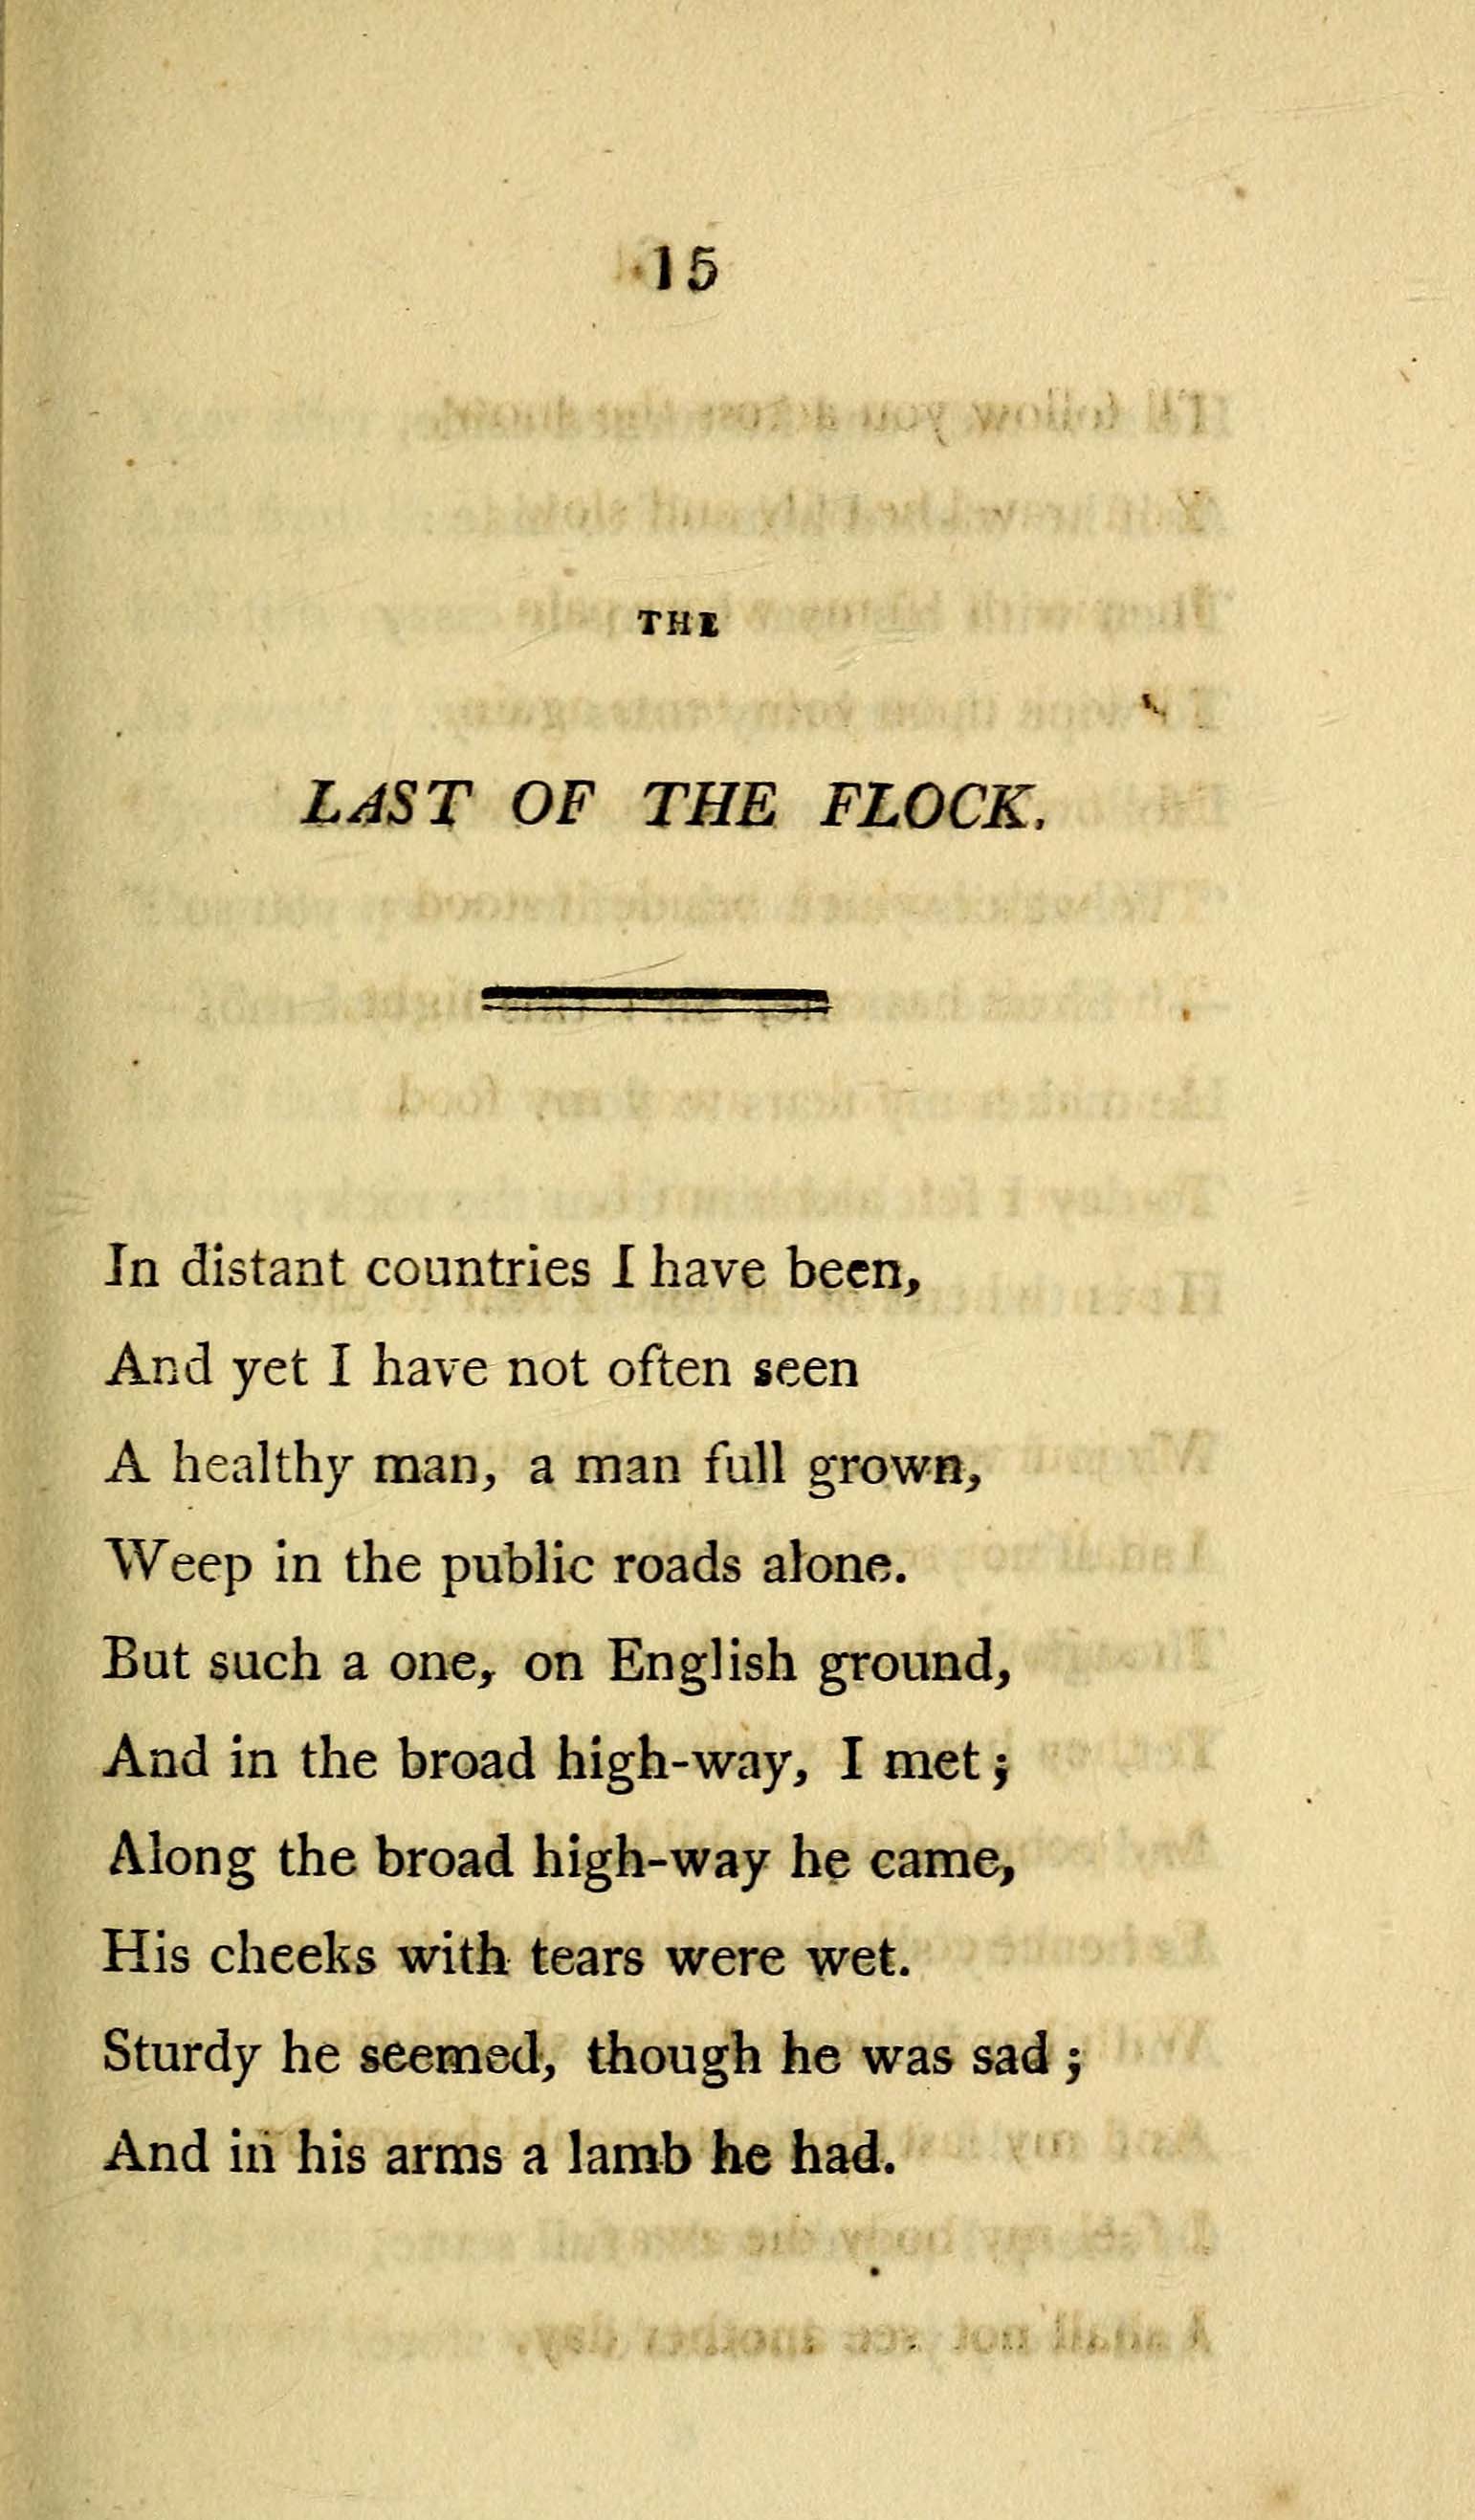 15
THE
LAST OF THE FLOCK.
In distant countries I have been,
And yet I have not often seen
A healthy man, a man full grown,
Weep in the public roads alone.
But such a one, on English ground,
And in the broad high-way, I met;
Along the broad high-way he came,
His cheeks with tears were wet.
Sturdy he seemed, though he was sad;
And in his arms a lamb he had.